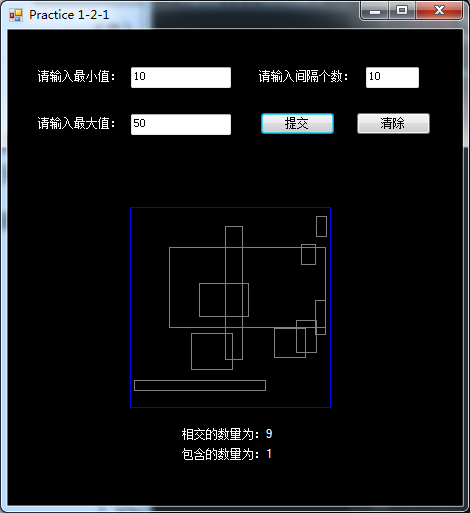 Practice 1-2-1
请输入最小值： 10 请输入间隔个数： 10
请输入最大值： 50 提交 清除
相交的数量为：9
包含的数量为：1